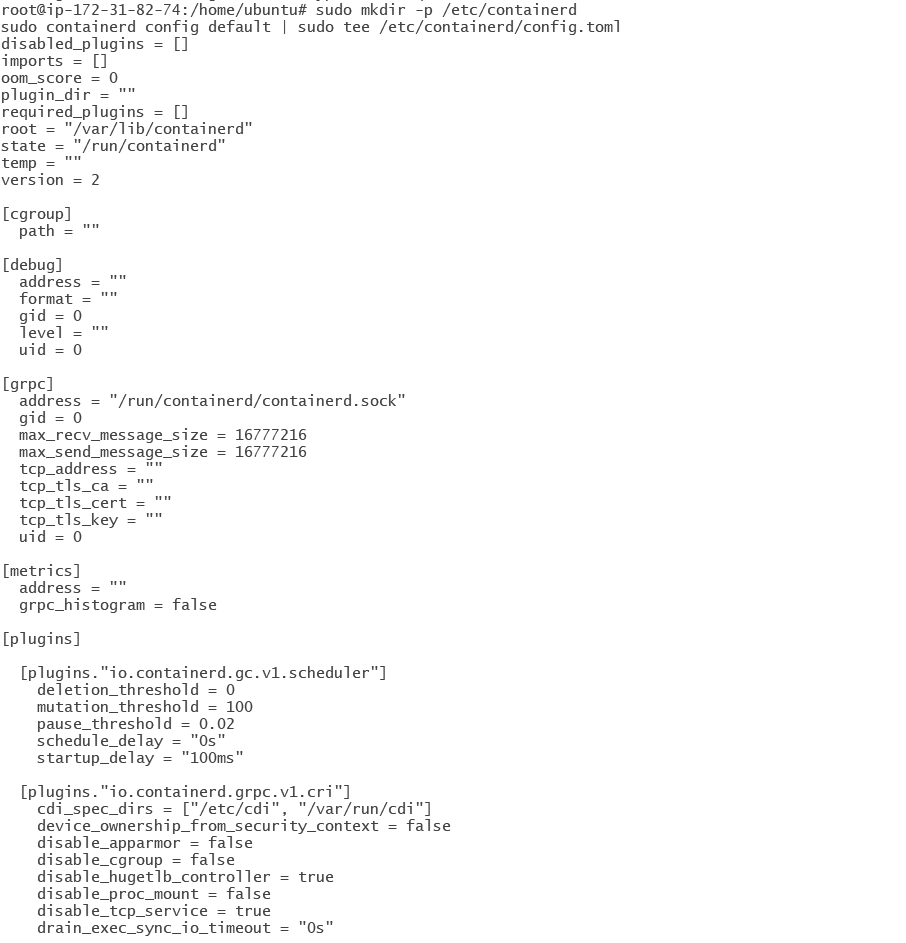 root@ip-172-31-82-74:/home/ubuntu# sudo mkdir -p /etc/containerd
sudo containerd config default | sudo tee /etc/containerd/config.toml
disabled_plugins = []
imports = []
oom_score = 0
plugin_dir = ""
required_plugins = []
root = "/var/lib/containerd"
state = "/run/containerd"
temp = ""
version = 2

[cgroup]
  path = ""

[debug]
  address = ""
  format = ""
  gid = 0
  level = ""
  uid = 0

[grpc]
  address = "/run/containerd/containerd.sock"
  gid = 0
  max_recv_message_size = 16777216
  max_send_message_size = 16777216
  tcp_address = ""
  tcp_tls_ca = ""
  tcp_tls_cert = ""
  tcp_tls_key = ""
  uid = 0

[metrics]
  address = ""
  grpc_histogram = false

[plugins]

  [plugins."io.containerd.gc.v1.scheduler"]
    deletion_threshold = 0
    mutation_threshold = 100
    pause_threshold = 0.02
    schedule_delay = "0s"
    startup_delay = "100ms"

  [plugins."io.containerd.grpc.v1.cri"]
    cdi_spec_dirs = ["/etc/cdi", "/var/run/cdi"]
    device_ownership_from_security_context = false
    disable_apparmor = false
    disable_cgroup = false
    disable_hugetlb_controller = true
    disable_proc_mount = false
    disable_tcp_service = true
    drain_exec_sync_io_timeout = "0s"